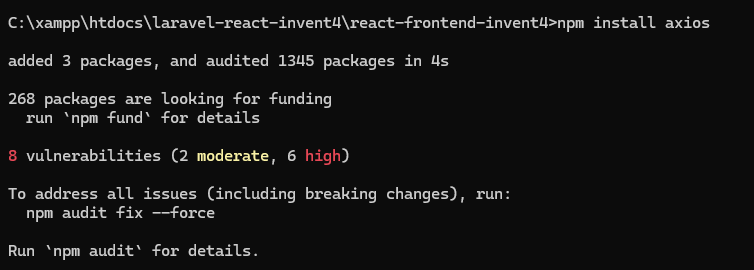 C:\xampp\htdocs\laravel-react-invent4\react-frontend-invent4>npm install axios
added 3 packages, and audited 1345 packages in 4s
268 packages are looking for funding
  run `npm fund` for details
8 vulnerabilities (2 moderate, 6 high)
To address all issues (including breaking changes), run:
  npm audit fix --force
Run `npm audit` for details.